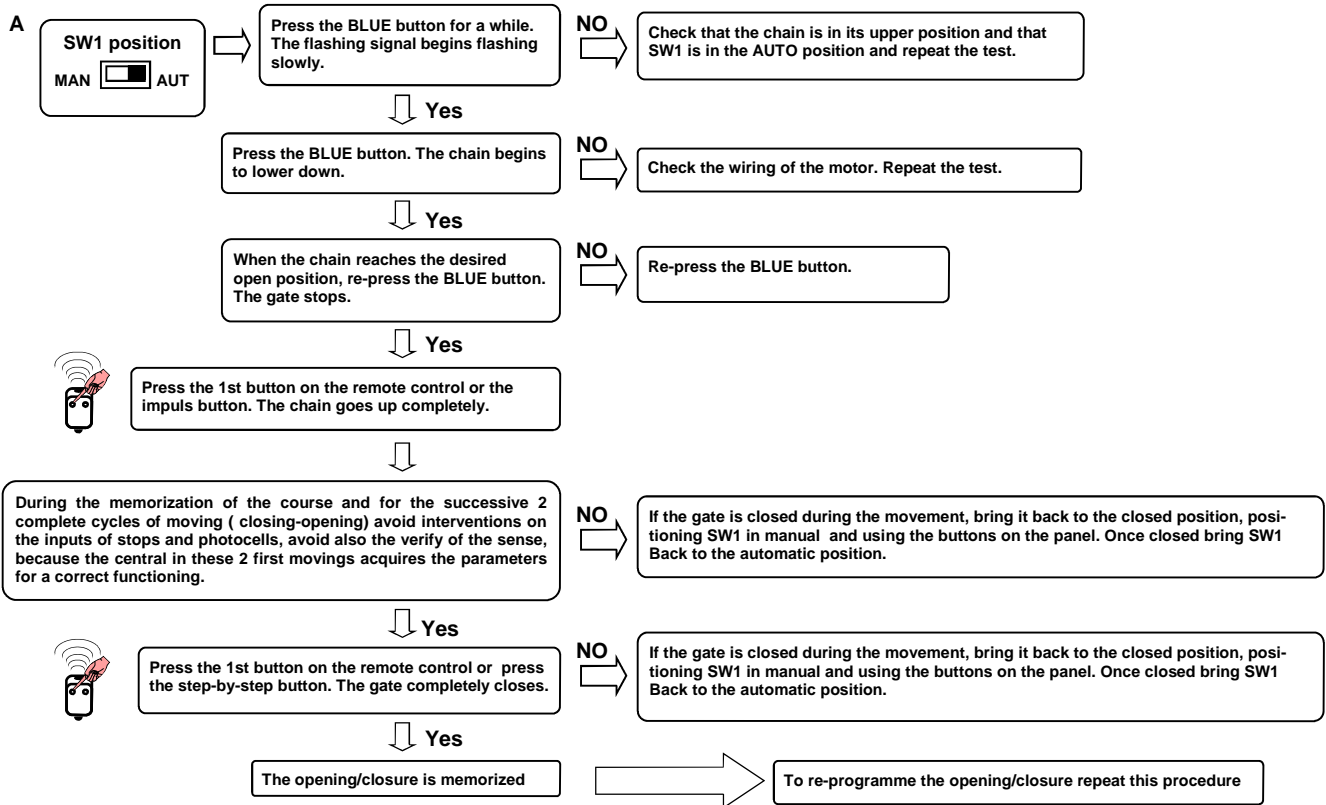 A
SW1 position
MAN AUT
Press the BLUE button for a while.
The flashing signal begins flashing
slowly.
NO
Check that the chain is in its upper position and that
SW1 is in the AUTO position and repeat the test.
Yes
Press the BLUE button. The chain begins
to lower down.
NO
Check the wiring of the motor. Repeat the test.
Yes
When the chain reaches the desired
open position, re-press the BLUE button.
The gate stops.
NO
Re-press the BLUE button.
Yes
Press the 1st button on the remote control or the
impuls button. The chain goes up completely.
During the memorization of the course and for the successive 2
complete cycles of moving ( closing-opening) avoid interventions on
the inputs of stops and photocells, avoid also the verify of the sense,
because the central in these 2 first movings acquires the parameters
for a correct functioning.
NO
If the gate is closed during the movement, bring it back to the closed position, posi-
tioning SW1 in manual and using the buttons on the panel. Once closed bring SW1
Back to the automatic position.
Yes
Press the 1st button on the remote control or press
the step-by-step button. The gate completely closes.
NO
If the gate is closed during the movement, bring it back to the closed position, posi-
tioning SW1 in manual and using the buttons on the panel. Once closed bring SW1
Back to the automatic position.
Yes
The opening/closure is memorized
To re-programme the opening/closure repeat this procedure